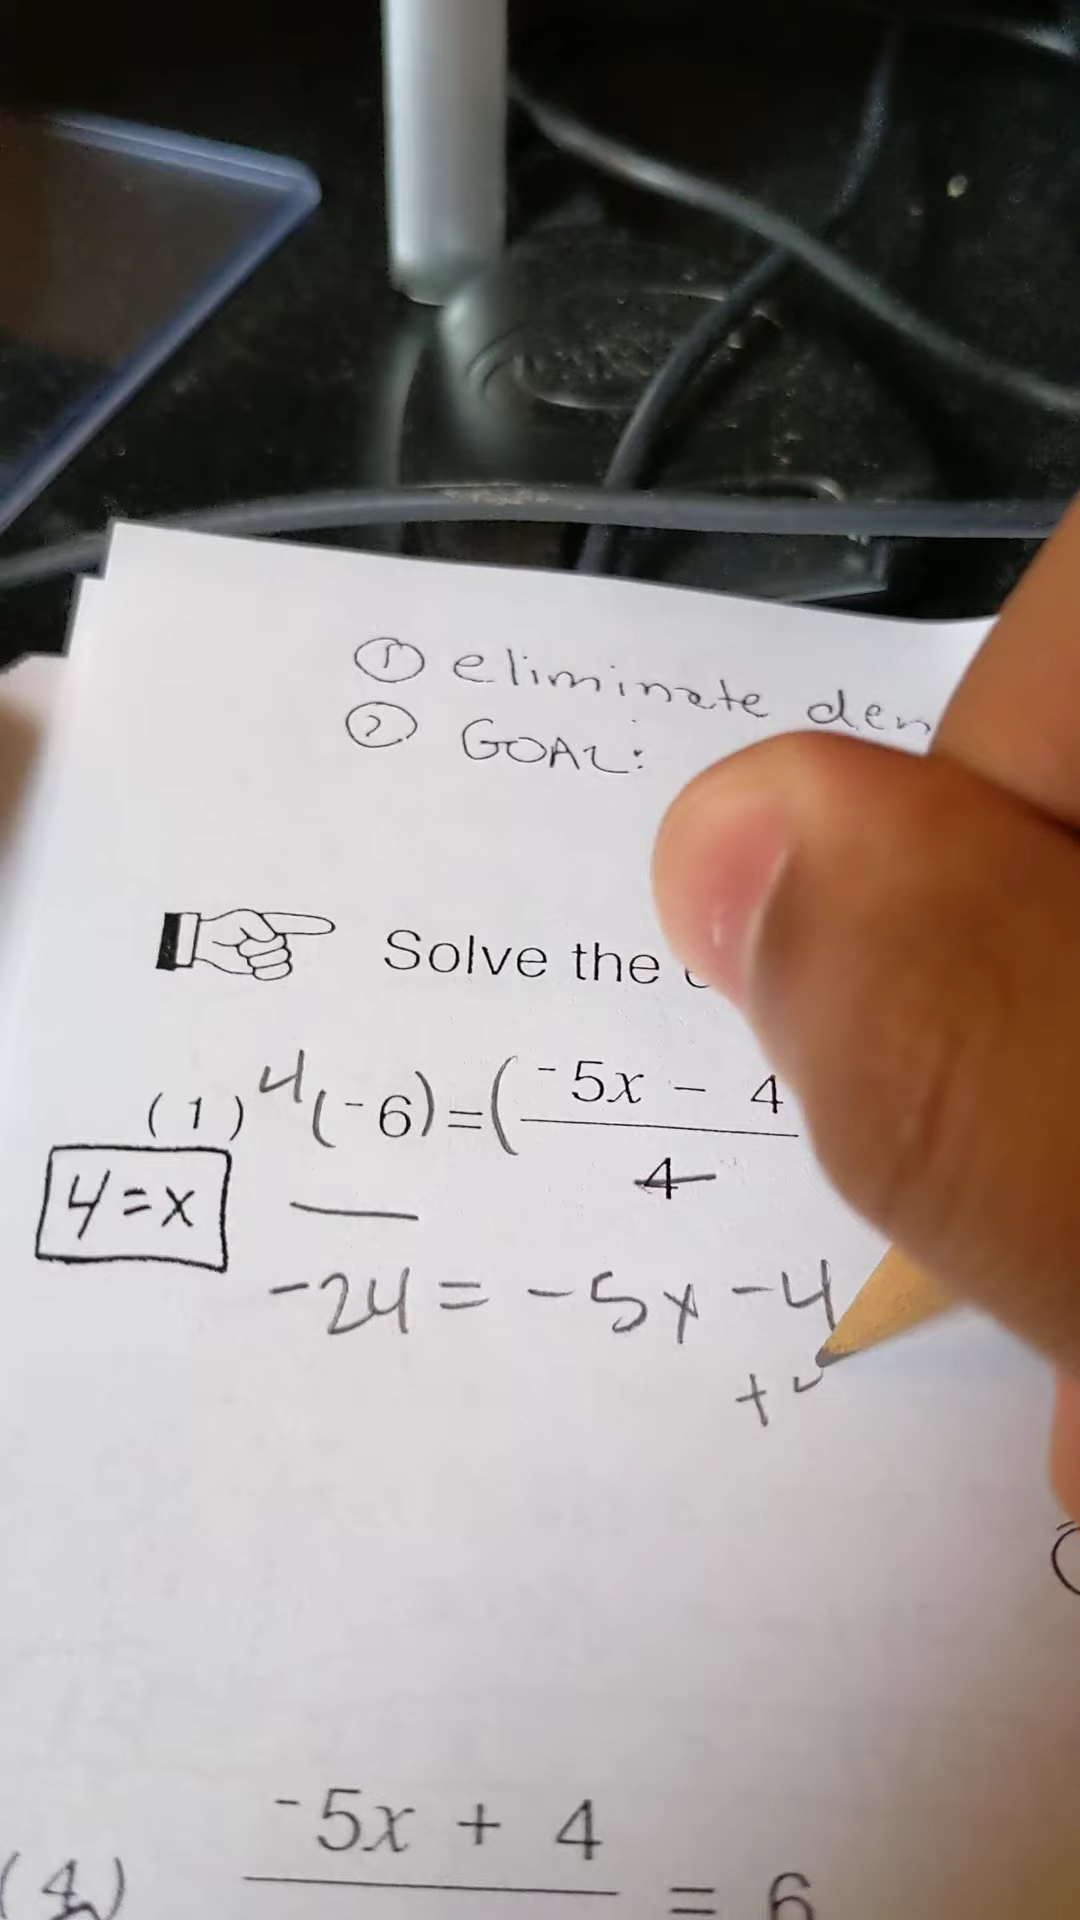 ① eliminate den
② GOAL:
Solve the
(1) 4(-6)=(-5x - 4
4
4=x
-24 = -5x -4
+
-5x + 4
(4) = 6